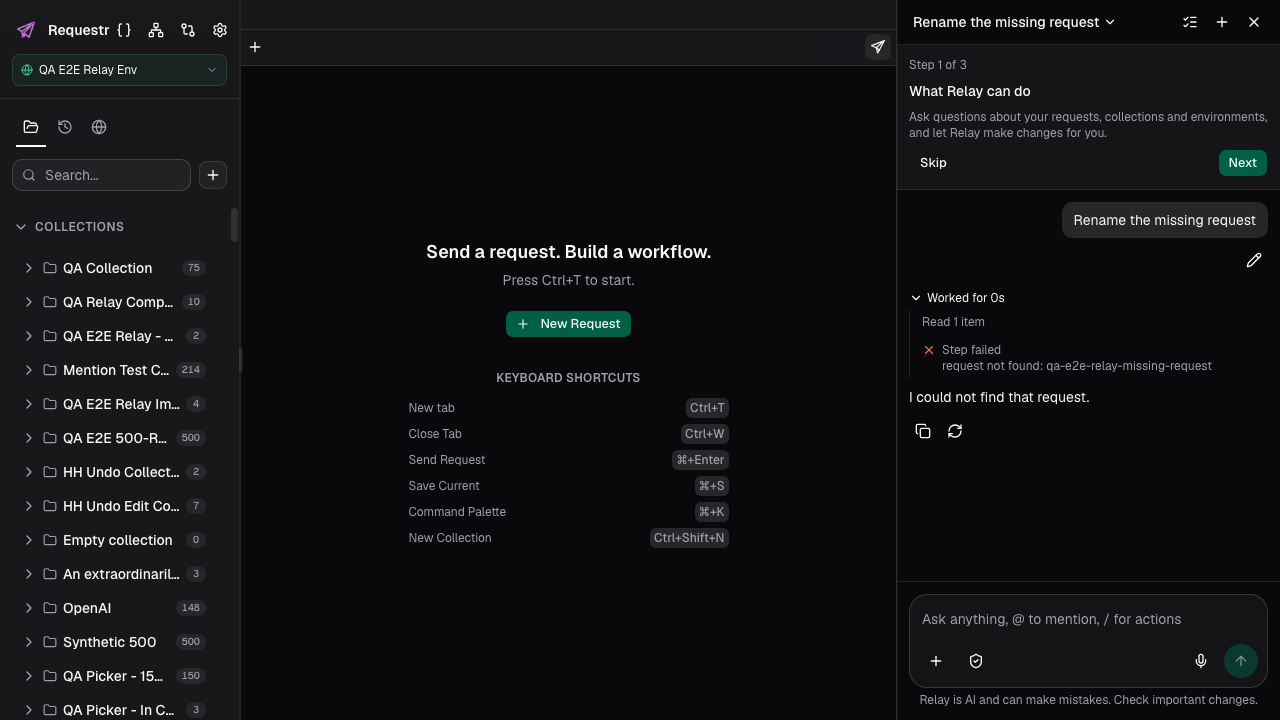 Requestr
QA E2E Relay Env
Search...
COLLECTIONS
QA Collection 75
QA Relay Comp... 10
QA E2E Relay - ... 2
Mention Test C... 214
QA E2E Relay Im... 4
QA E2E 500-R... 500
HH Undo Collect... 2
HH Undo Edit Co... 7
Empty collection 0
An extraordinaril... 3
OpenAI 148
Synthetic 500 500
QA Picker - 15... 150
QA Picker - In C... 3
Send a request. Build a workflow.
Press Ctrl+T to start.
New Request
KEYBOARD SHORTCUTS
New tab Ctrl+T
Close Tab Ctrl+W
Send Request ⌘+Enter
Save Current ⌘+S
Command Palette ⌘+K
New Collection Ctrl+Shift+N
Rename the missing request
Step 1 of 3
What Relay can do
Ask questions about your requests, collections and environments,
and let Relay make changes for you.
Skip Next
Rename the missing request
Worked for 0s
Read 1 item
Step failed
request not found: qa-e2e-relay-missing-request
I could not find that request.
Ask anything, @ to mention, / for actions
Relay is AI and can make mistakes. Check important changes.